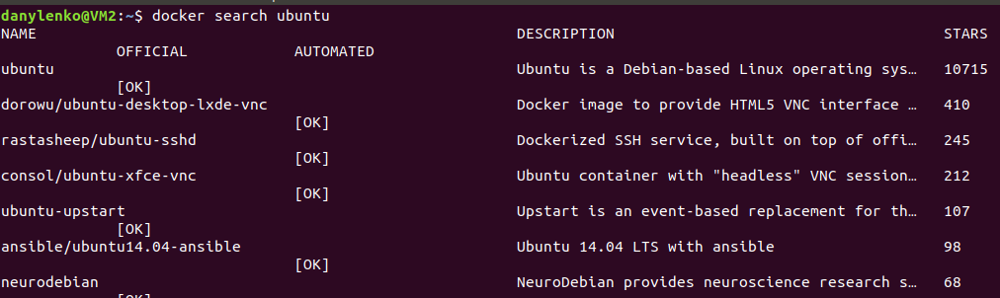 danylenko@VM2:~$ docker search ubuntu
NAME DESCRIPTION STARS
OFFICIAL AUTOMATED
ubuntu Ubuntu is a Debian-based Linux operating sys… 10715
[OK]
dorowu/ubuntu-desktop-lxde-vnc Docker image to provide HTML5 VNC interface … 410
[OK]
rastasheep/ubuntu-sshd Dockerized SSH service, built on top of offi… 245
[OK]
consol/ubuntu-xfce-vnc Ubuntu container with "headless" VNC session… 212
[OK]
ubuntu-upstart Upstart is an event-based replacement for th… 107
[OK]
ansible/ubuntu14.04-ansible Ubuntu 14.04 LTS with ansible 98
[OK]
neurodebian NeuroDebian provides neuroscience research s… 68
[OK]